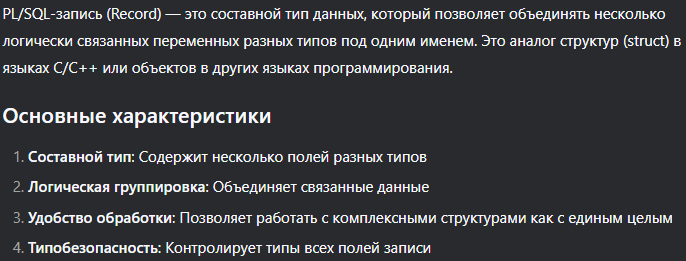 PL/SQL-запись (Record) — это составной тип данных, который позволяет объединять несколько
логически связанных переменных разных типов под одним именем. Это аналог структур (struct) в
языках C/C++ или объектов в других языках программирования.
Основные характеристики
1. Составной тип: Содержит несколько полей разных типов
2. Логическая группировка: Объединяет связанные данные
3. Удобство обработки: Позволяет работать с комплексными структурами как с единым целым
4. Типобезопасность: Контролирует типы всех полей записи